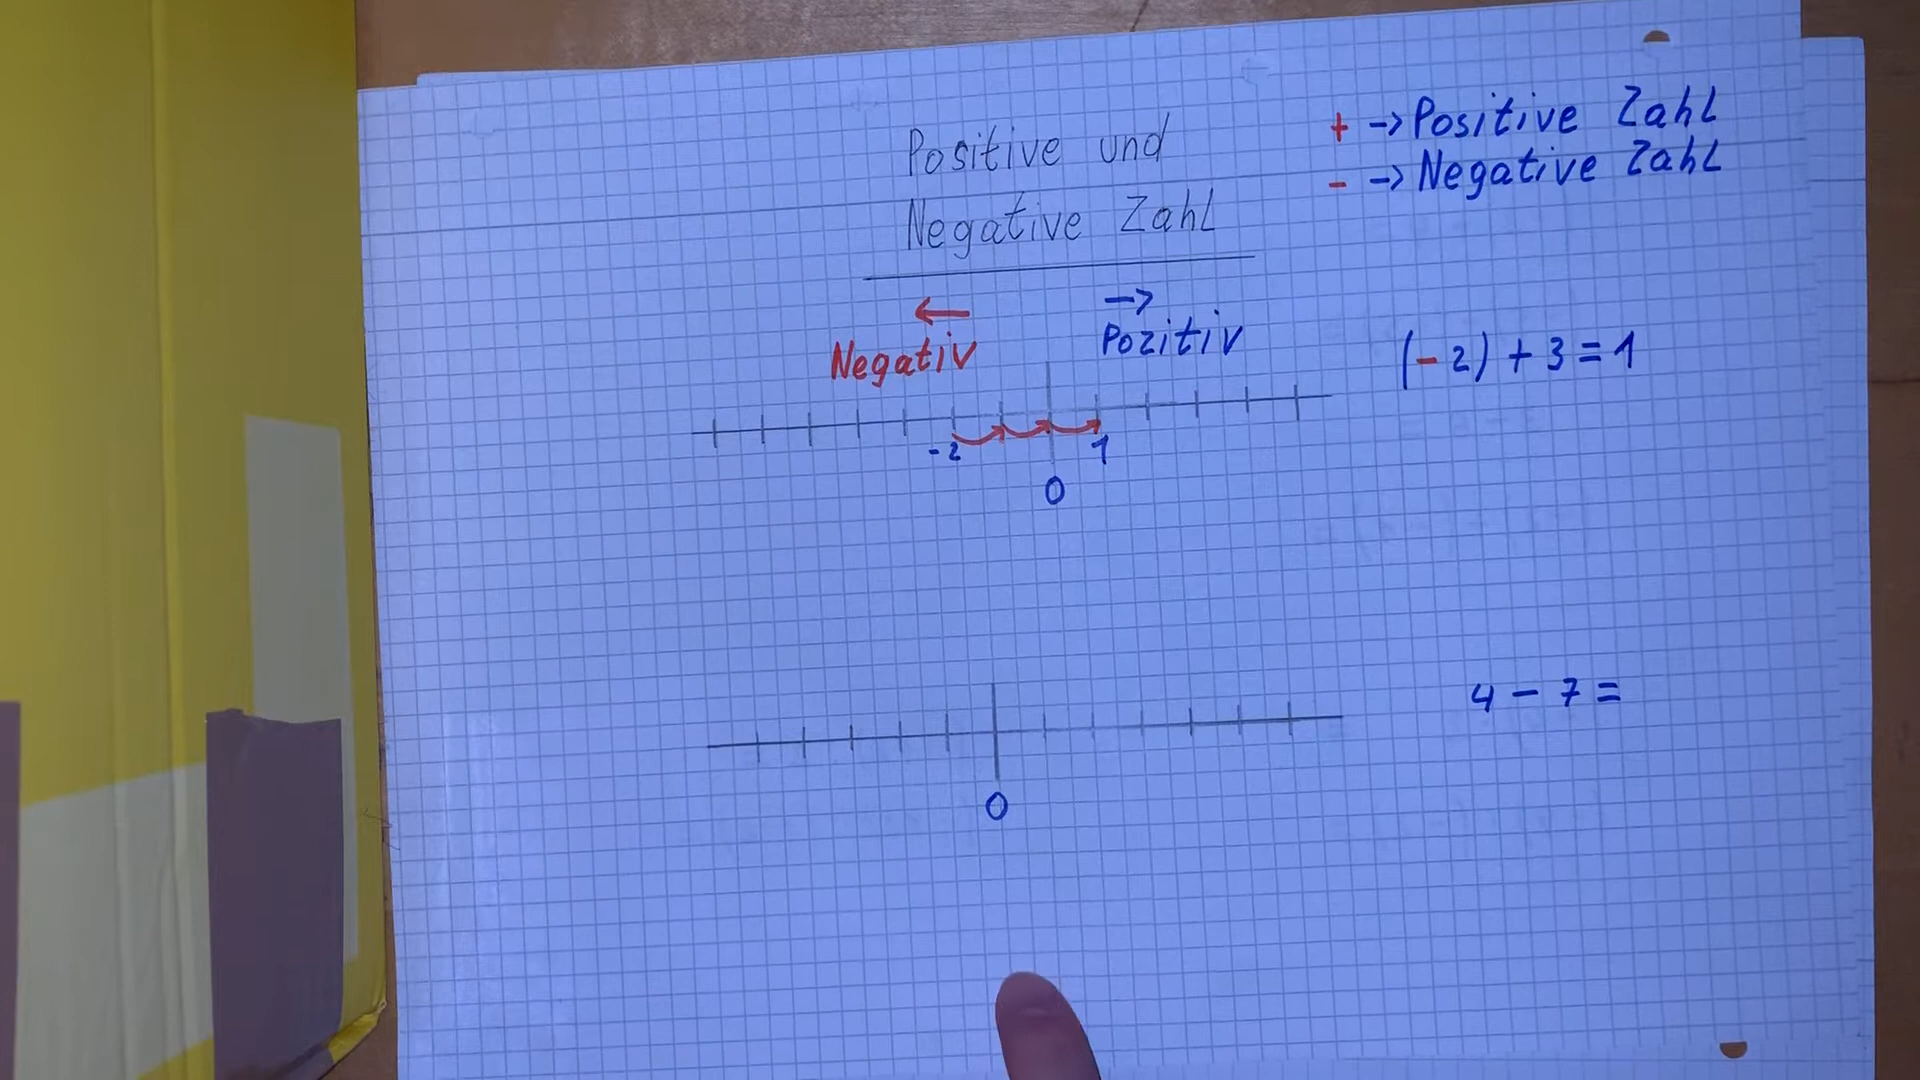 Positive und
Negative Zahl
+ -> Positive Zahl
- -> Negative Zahl
<-
Negativ
->
Pozitiv
(-2) + 3 = 1
-2
1
0
4 - 7 =
0